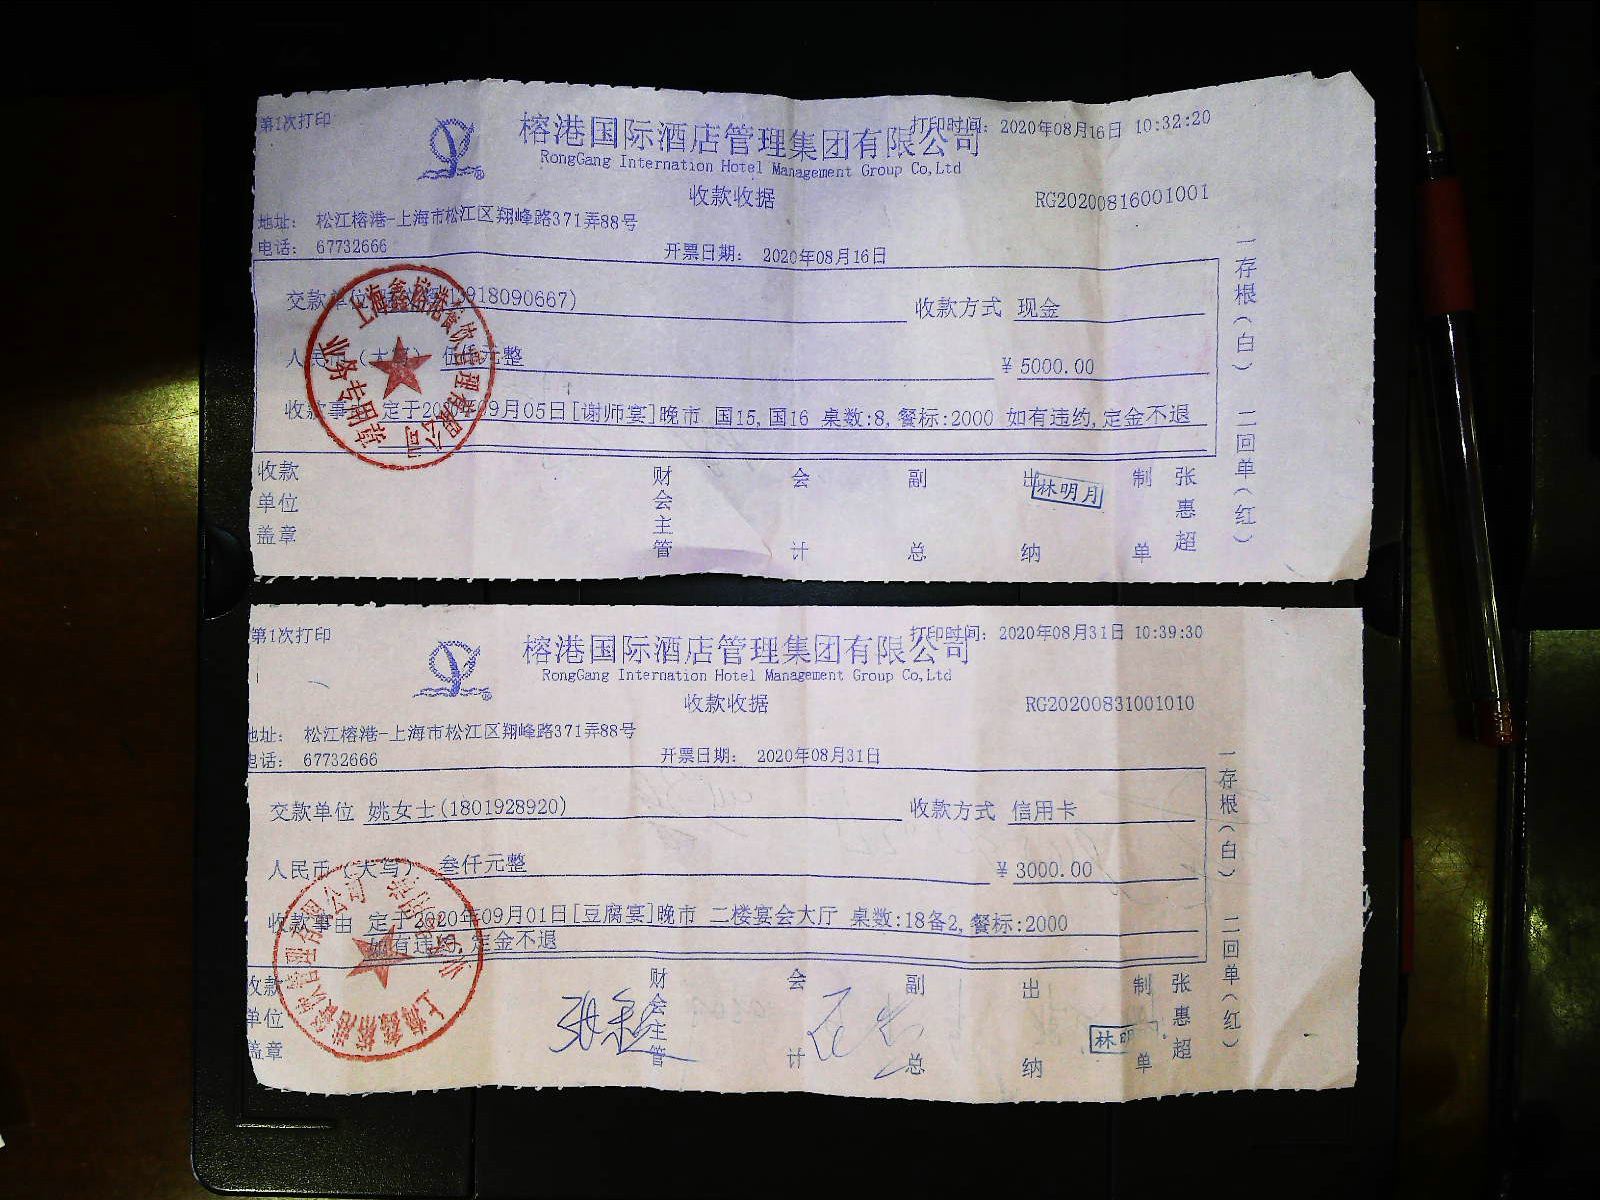 第1次打印
打印时间: 2020年08月16日 10:32:20
榕港国际酒店管理集团有限公司
RongGang Internation Hotel Management Group Co,Ltd
收款收据
RG20200816001001
地址: 松江榕港-上海市松江区翔峰路371弄88号
电话: 67732666
开票日期: 2020年08月16日
交款单位 918090667)
收款方式 现金
人民币(大写) 伍仟元整
¥ 5000.00
收款事由 定于2020年09月05日[谢师宴]晚市 国15,国16 桌数:8,餐标:2000 如有违约,定金不退
收款单位盖章
财会主管
会计
副总
出纳
林明月
制单
张惠超
一存根(白) 二回单(红)
业务专用章
第1次打印
打印时间: 2020年08月31日 10:39:30
榕港国际酒店管理集团有限公司
RongGang Internation Hotel Management Group Co,Ltd
收款收据
RG20200831001010
地址: 松江榕港-上海市松江区翔峰路371弄88号
电话: 67732666
开票日期: 2020年08月31日
交款单位 姚女士(1801928920)
收款方式 信用卡
人民币(大写) 叁仟元整
¥ 3000.00
收款事由 定于2020年09月01日[豆腐宴]晚市 二楼宴会大厅 桌数:18备2,餐标:2000
如有违约,定金不退
收款单位盖章
财会主管
会计
副总
出纳
林明
制单
张惠超
一存根(白) 二回单(红)